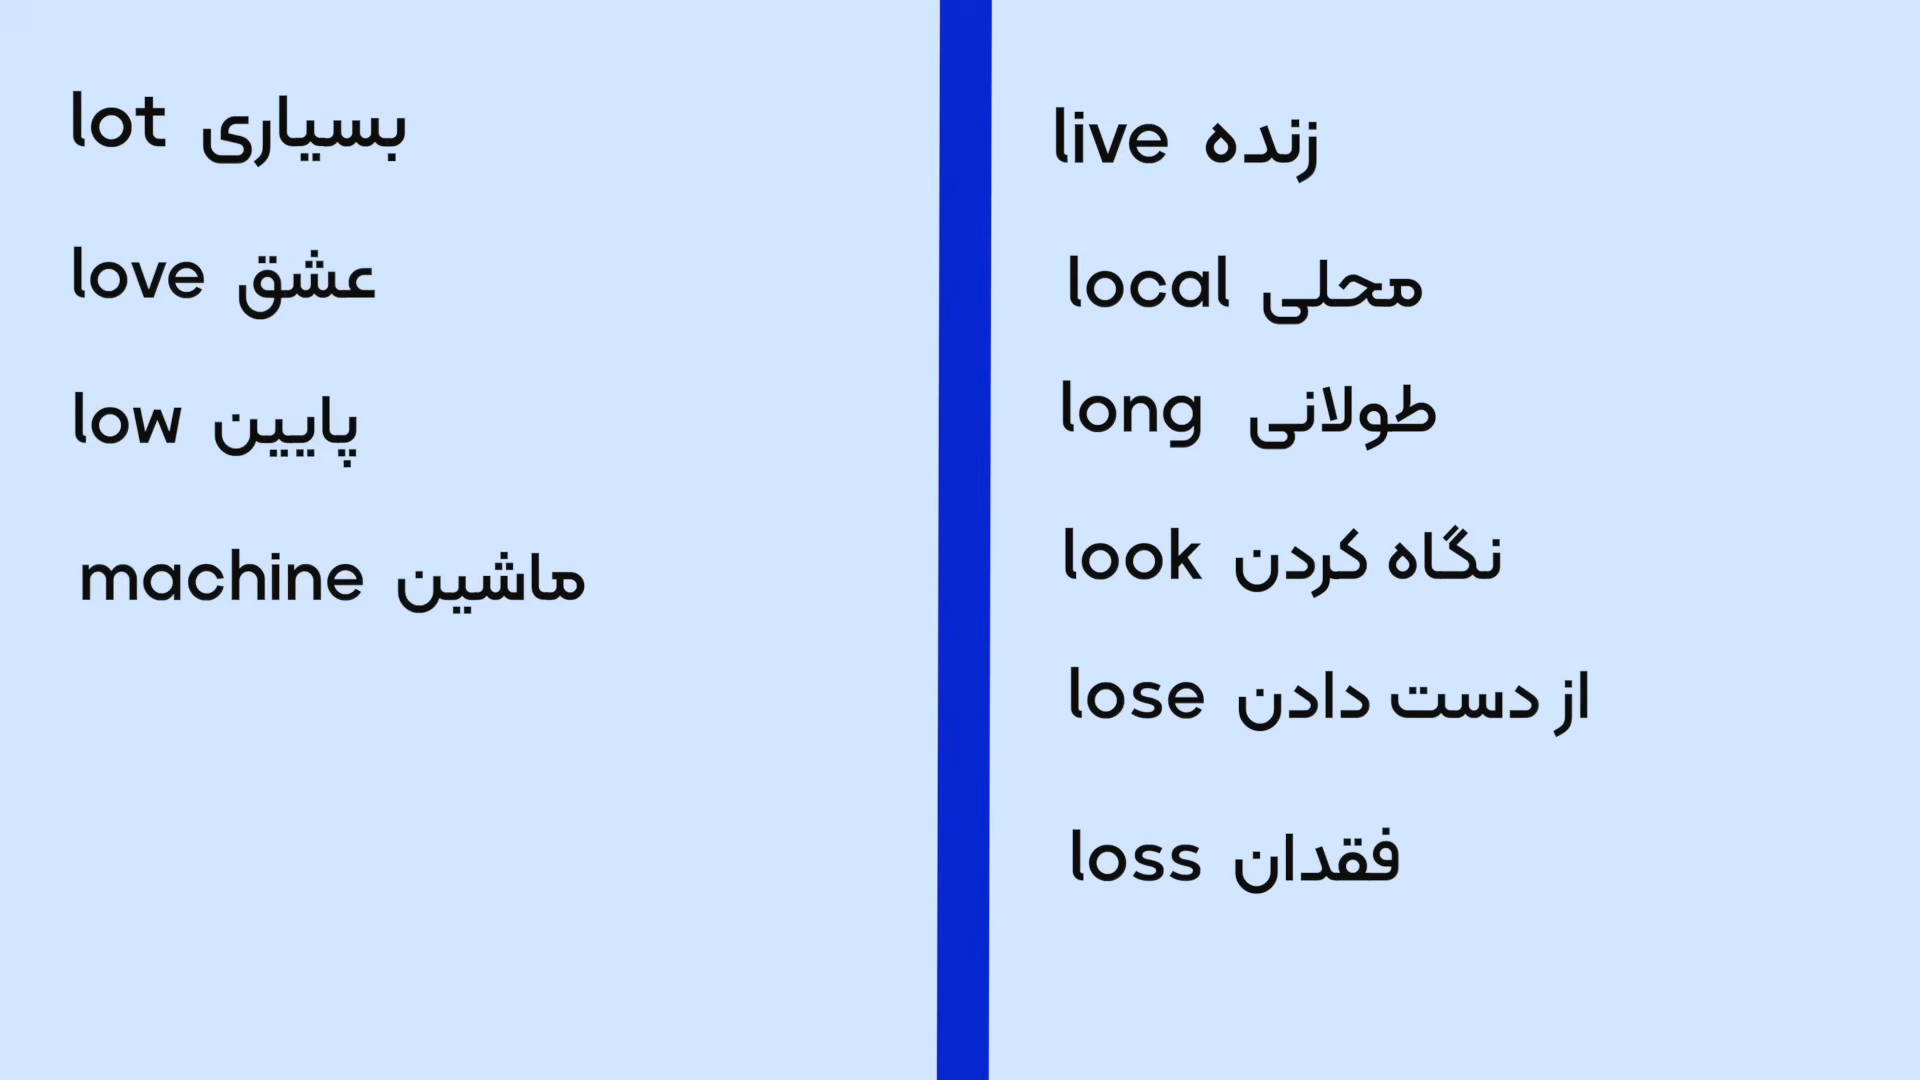 lot بسیاری
love عشق
low پایین
machine ماشین
live زنده
local محلی
long طولانی
look نگاه کردن
lose از دست دادن
loss فقدان